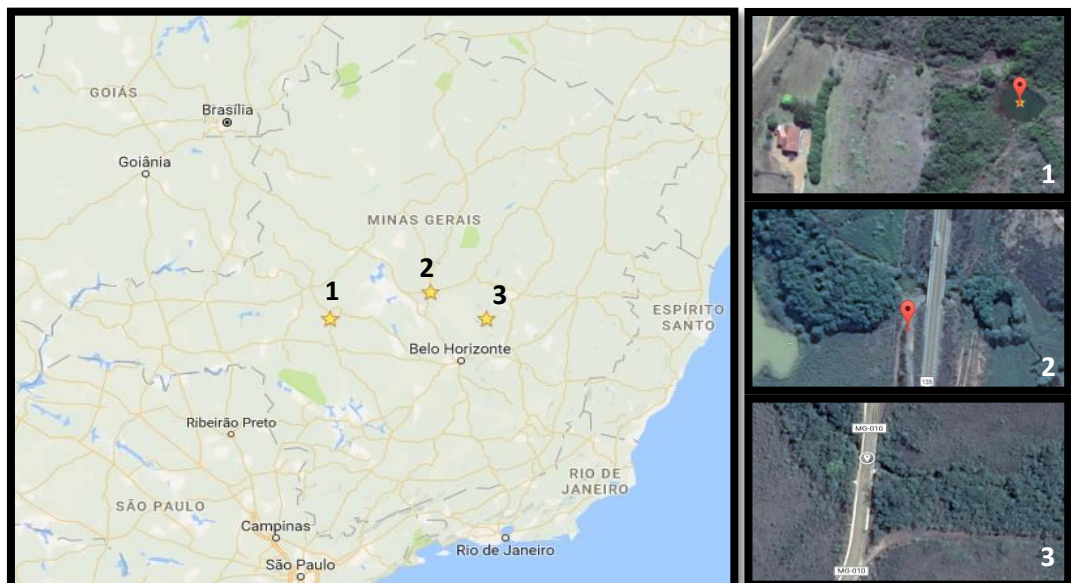 GOIÁS
Brasília
Goiânia
MINAS GERAIS
1
2
3
ESPÍRITO
SANTO
Belo Horizonte
Ribeirão Preto
RIO DE
JANEIRO
SÃO PAULO
Campinas
Rio de Janeiro
São Paulo
1
135
2
MG-010
MG-010
3